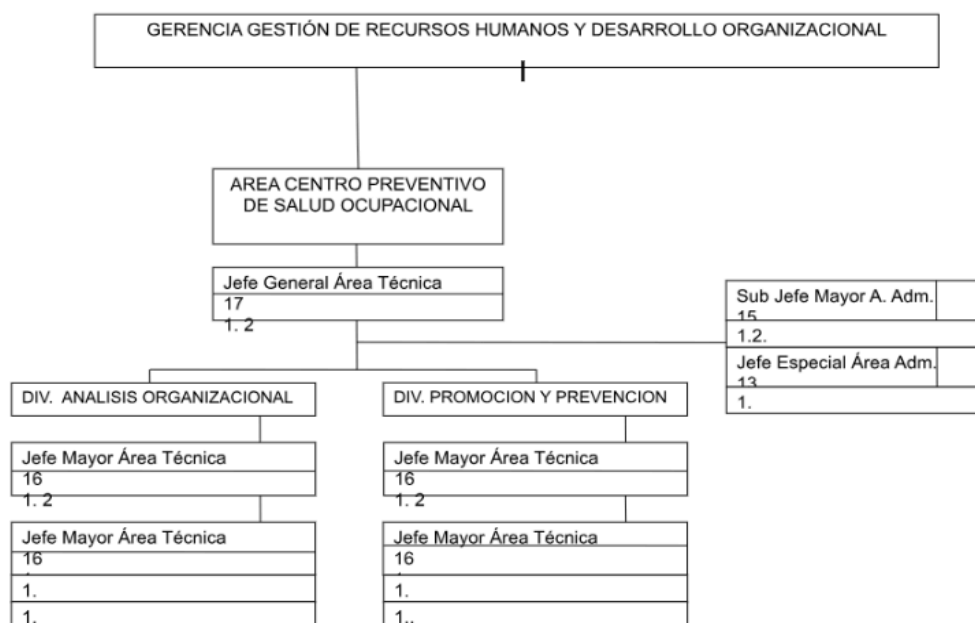 GERENCIA GESTIÓN DE RECURSOS HUMANOS Y DESARROLLO ORGANIZACIONAL
AREA CENTRO PREVENTIVO
DE SALUD OCUPACIONAL
Jefe General Área Técnica
17
1. 2
Sub Jefe Mayor A. Adm.
15
1.2.
Jefe Especial Área Adm.
13
1.
DIV. ANALISIS ORGANIZACIONAL
Jefe Mayor Área Técnica
16
1. 2
Jefe Mayor Área Técnica
16
1.
1.
DIV. PROMOCION Y PREVENCION
Jefe Mayor Área Técnica
16
1. 2
Jefe Mayor Área Técnica
16
1.
1..